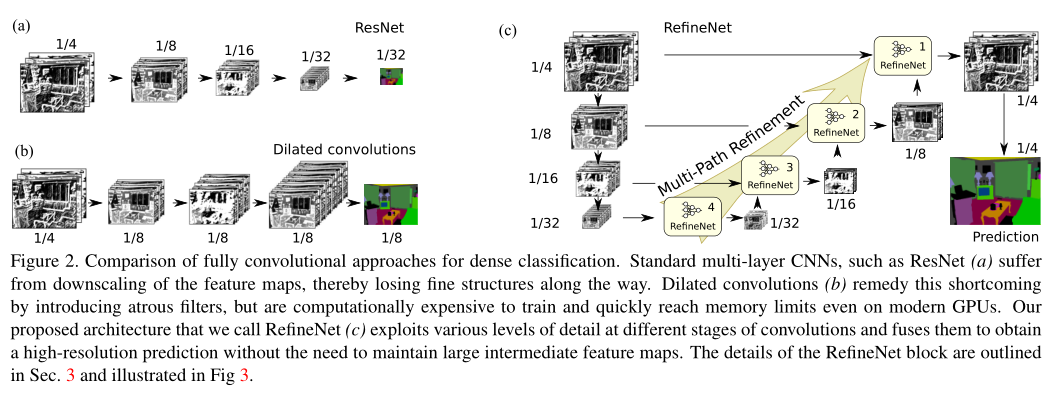 (a)
ResNet
1/4
1/8
1/16
1/32
1/32
(b)
Dilated convolutions
1/4
1/8
1/8
1/8
1/8
(c)
RefineNet
1/4
1/8
1/16
1/32
Multi-Path Refinement
1
RefineNet
2
RefineNet
3
RefineNet
4
RefineNet
1/32
1/16
1/8
1/4
1/4
Prediction
Figure 2. Comparison of fully convolutional approaches for dense classification. Standard multi-layer CNNs, such as ResNet (a) suffer
from downscaling of the feature maps, thereby losing fine structures along the way. Dilated convolutions (b) remedy this shortcoming
by introducing atrous filters, but are computationally expensive to train and quickly reach memory limits even on modern GPUs. Our
proposed architecture that we call RefineNet (c) exploits various levels of detail at different stages of convolutions and fuses them to obtain
a high-resolution prediction without the need to maintain large intermediate feature maps. The details of the RefineNet block are outlined
in Sec. 3 and illustrated in Fig 3.